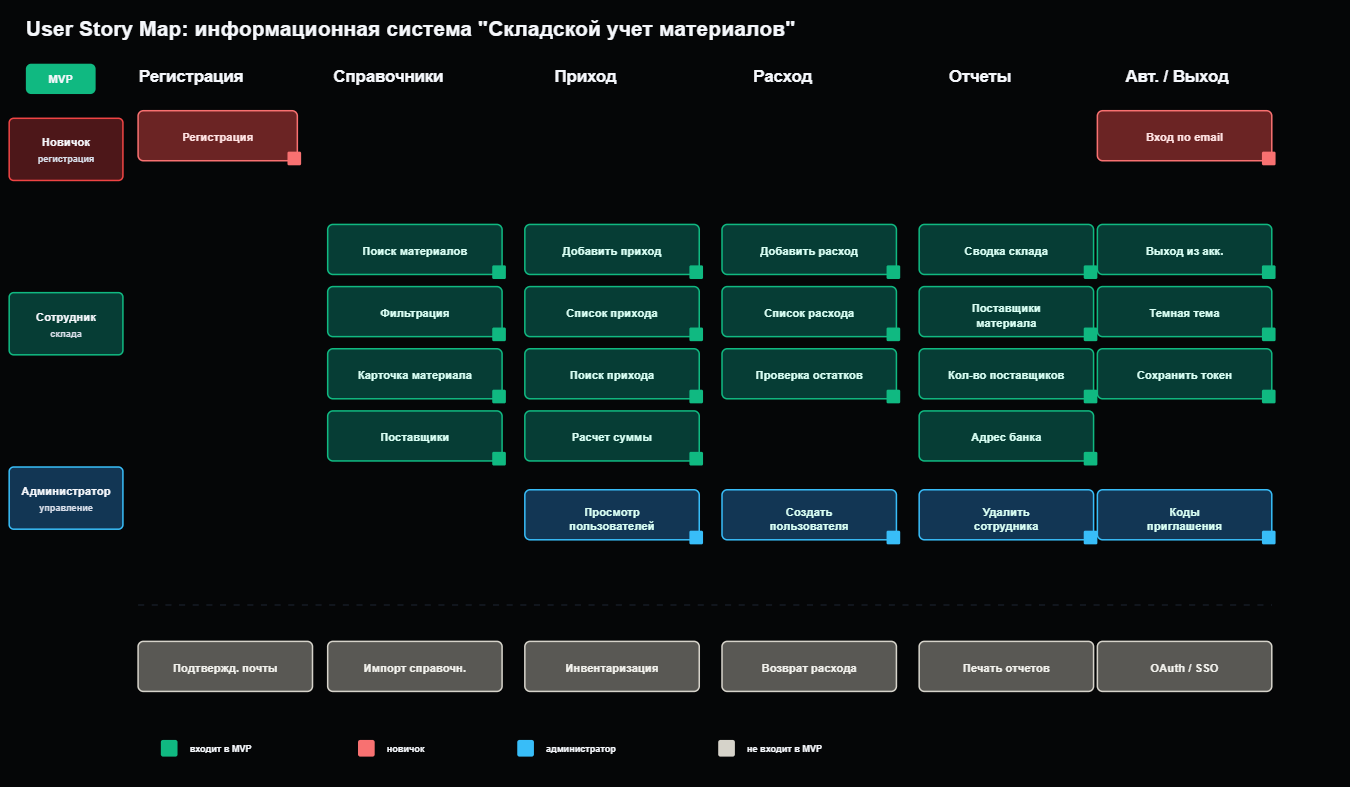 User Story Map: информационная система "Складской учет материалов"
MVP
Регистрация
Справочники
Приход
Расход
Отчеты
Авт. / Выход
Новичок
регистрация
Регистрация
Вход по email
Сотрудник
склада
Поиск материалов
Добавить приход
Добавить расход
Сводка склада
Выход из акк.
Фильтрация
Список прихода
Список расхода
Поставщики
материала
Темная тема
Карточка материала
Поиск прихода
Проверка остатков
Кол-во поставщиков
Сохранить токен
Поставщики
Расчет суммы
Адрес банка
Администратор
управление
Просмотр
пользователей
Создать
пользователя
Удалить
сотрудника
Коды
приглашения
Подтвержд. почты
Импорт справочн.
Инвентаризация
Возврат расхода
Печать отчетов
OAuth / SSO
входит в MVP
новичок
администратор
не входит в MVP